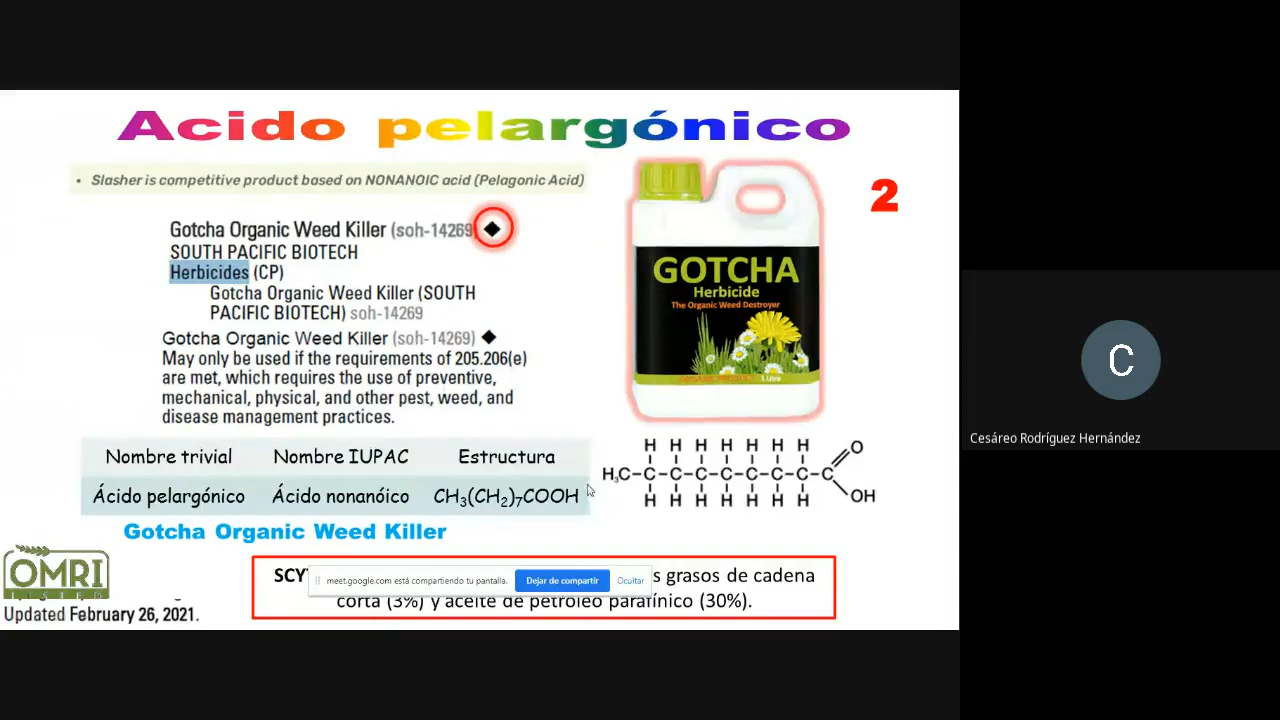 Acido pelargónico
• Slasher is competitive product based on NONANOIC acid (Pelagonic Acid)
2
Gotcha Organic Weed Killer (soh-14269 ◆
SOUTH PACIFIC BIOTECH
Herbicides (CP)
Gotcha Organic Weed Killer (SOUTH
PACIFIC BIOTECH) soh-14269
Gotcha Organic Weed Killer (soh-14269) ◆
May only be used if the requirements of 205.206(e)
are met, which requires the use of preventive,
mechanical, physical, and other pest, weed, and
disease management practices.
GOTCHA
Herbicide
The Organic Weed Destroyer
1 Litre
Nombre trivial Nombre IUPAC Estructura
Ácido pelargónico Ácido nonanóico CH₃(CH₂)₇COOH
H H H H H H H O
H₃C-C-C-C-C-C-C-C-C
H H H H H H H OH
Gotcha Organic Weed Killer
OMRI
LISTED
Updated February 26, 2021.
meet.google.com está compartiendo tu pantalla. Dejar de compartir Ocultar
grasos de cadena
corta (3%) y aceite de petróleo parafínico (30%).
C
Cesáreo Rodríguez Hernández